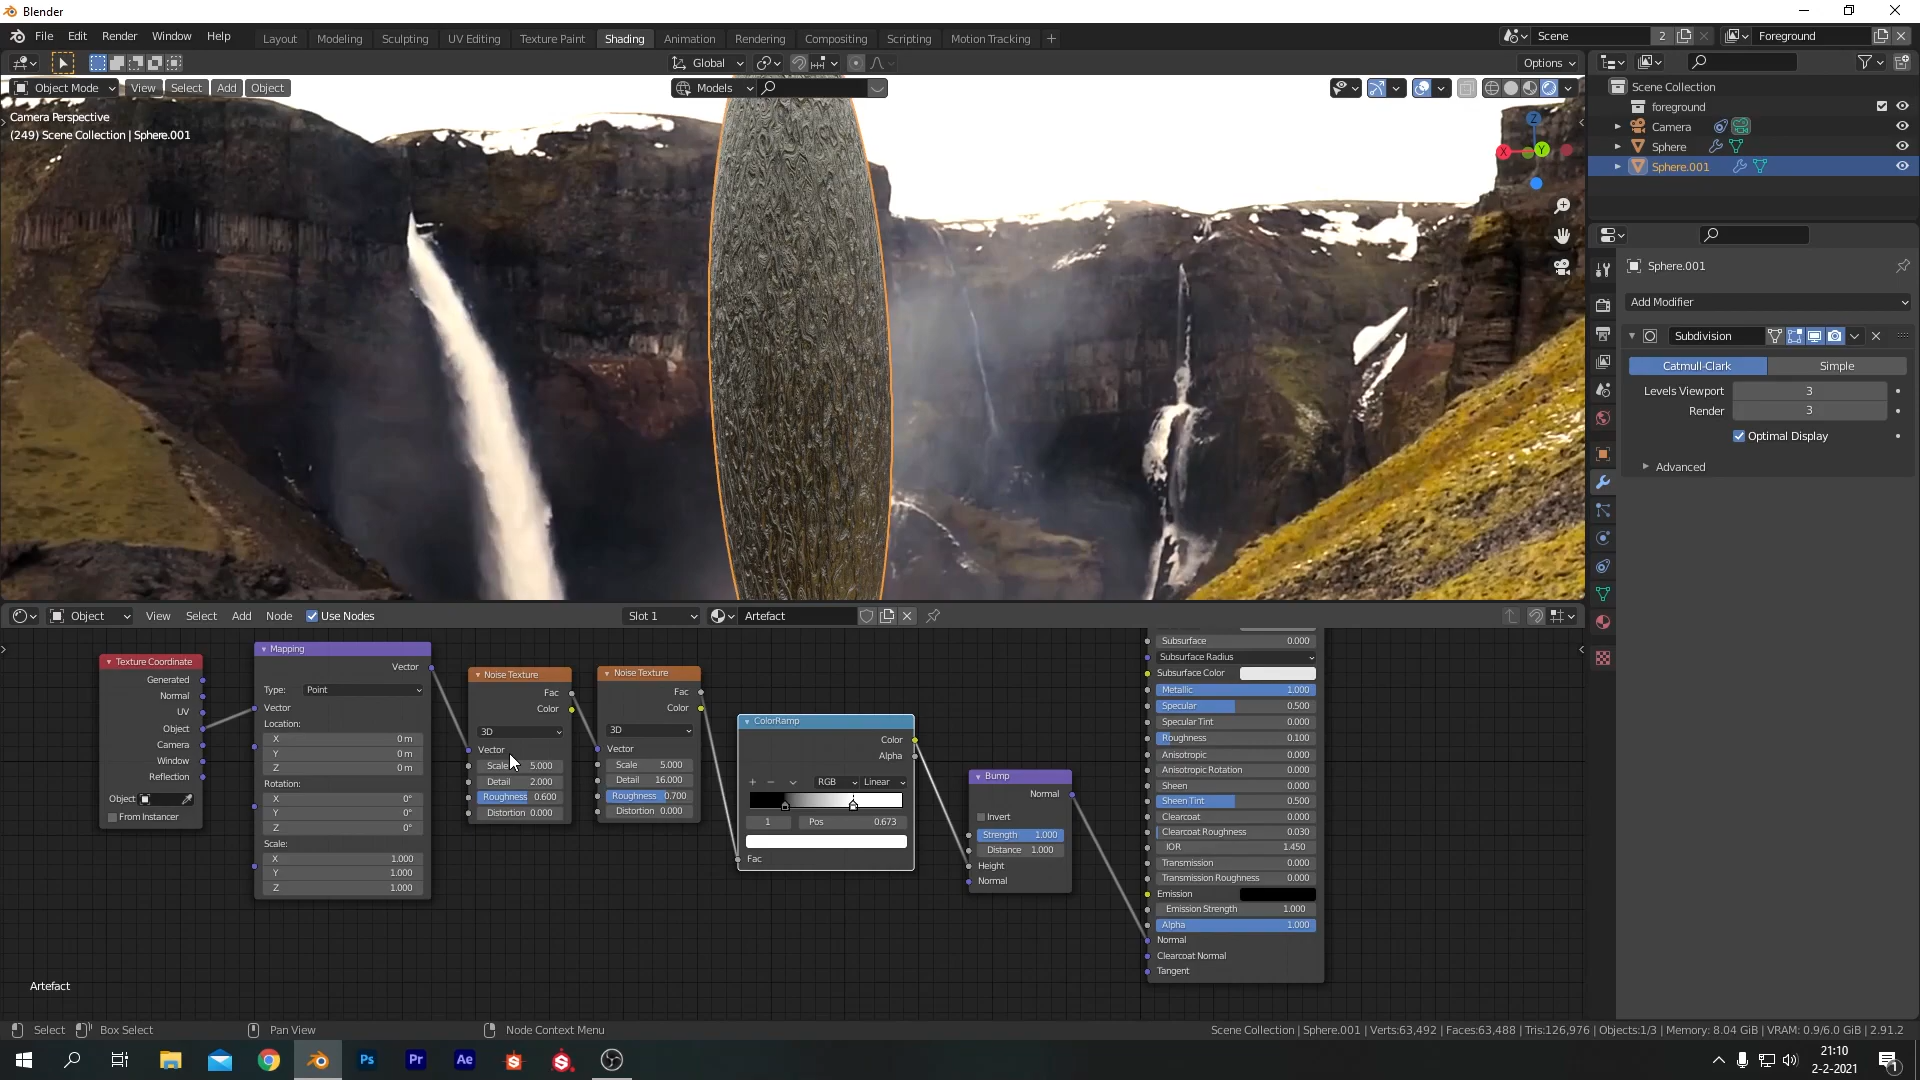 Blender
File Edit Render Window Help
Layout Modeling Sculpting UV Editing Texture Paint Shading Animation Rendering Compositing Scripting Motion Tracking +
Scene 2
Foreground
Global
Options
Object Mode View Select Add Object
Models
Camera Perspective
(249) Scene Collection | Sphere.001
Z
X
Y
Scene Collection
foreground
Camera
Sphere
Sphere.001
Sphere.001
Add Modifier
Subdivision
Catmull-Clark Simple
Levels Viewport 3
Render 3
Optimal Display
Advanced
Object View Select Add Node Use Nodes
Slot 1
Artefact
Texture Coordinate
Generated
Normal
UV
Object
Camera
Window
Reflection
Object
From Instancer
Mapping
Vector
Type: Point
Vector
Location:
X 0 m
Y 0 m
Z 0 m
Rotation:
X 0°
Y 0°
Z 0°
Scale:
X 1.000
Y 1.000
Z 1.000
Noise Texture
Fac
Color
3D
Vector
Scale 5.000
Detail 2.000
Roughness 0.600
Distortion 0.000
Noise Texture
Fac
Color
3D
Vector
Scale 5.000
Detail 16.000
Roughness 0.700
Distortion 0.000
ColorRamp
Color
Alpha
RGB Linear
1 Pos 0.673
Fac
Bump
Normal
Invert
Strength 1.000
Distance 1.000
Height
Normal
Subsurface 0.000
Subsurface Radius
Subsurface Color
Metallic 1.000
Specular 0.500
Specular Tint 0.000
Roughness 0.100
Anisotropic 0.000
Anisotropic Rotation 0.000
Sheen 0.000
Sheen Tint 0.500
Clearcoat 0.000
Clearcoat Roughness 0.030
IOR 1.450
Transmission 0.000
Transmission Roughness 0.000
Emission
Emission Strength 1.000
Alpha 1.000
Normal
Clearcoat Normal
Tangent
Artefact
Select Box Select Pan View Node Context Menu
Scene Collection | Sphere.001 | Verts:63,492 | Faces:63,488 | Tris:126,976 | Objects:1/3 | Memory: 8.04 GiB | VRAM: 0.9/6.0 GiB | 2.91.2
Ps Pr Ae
21:10
2-2-2021
1